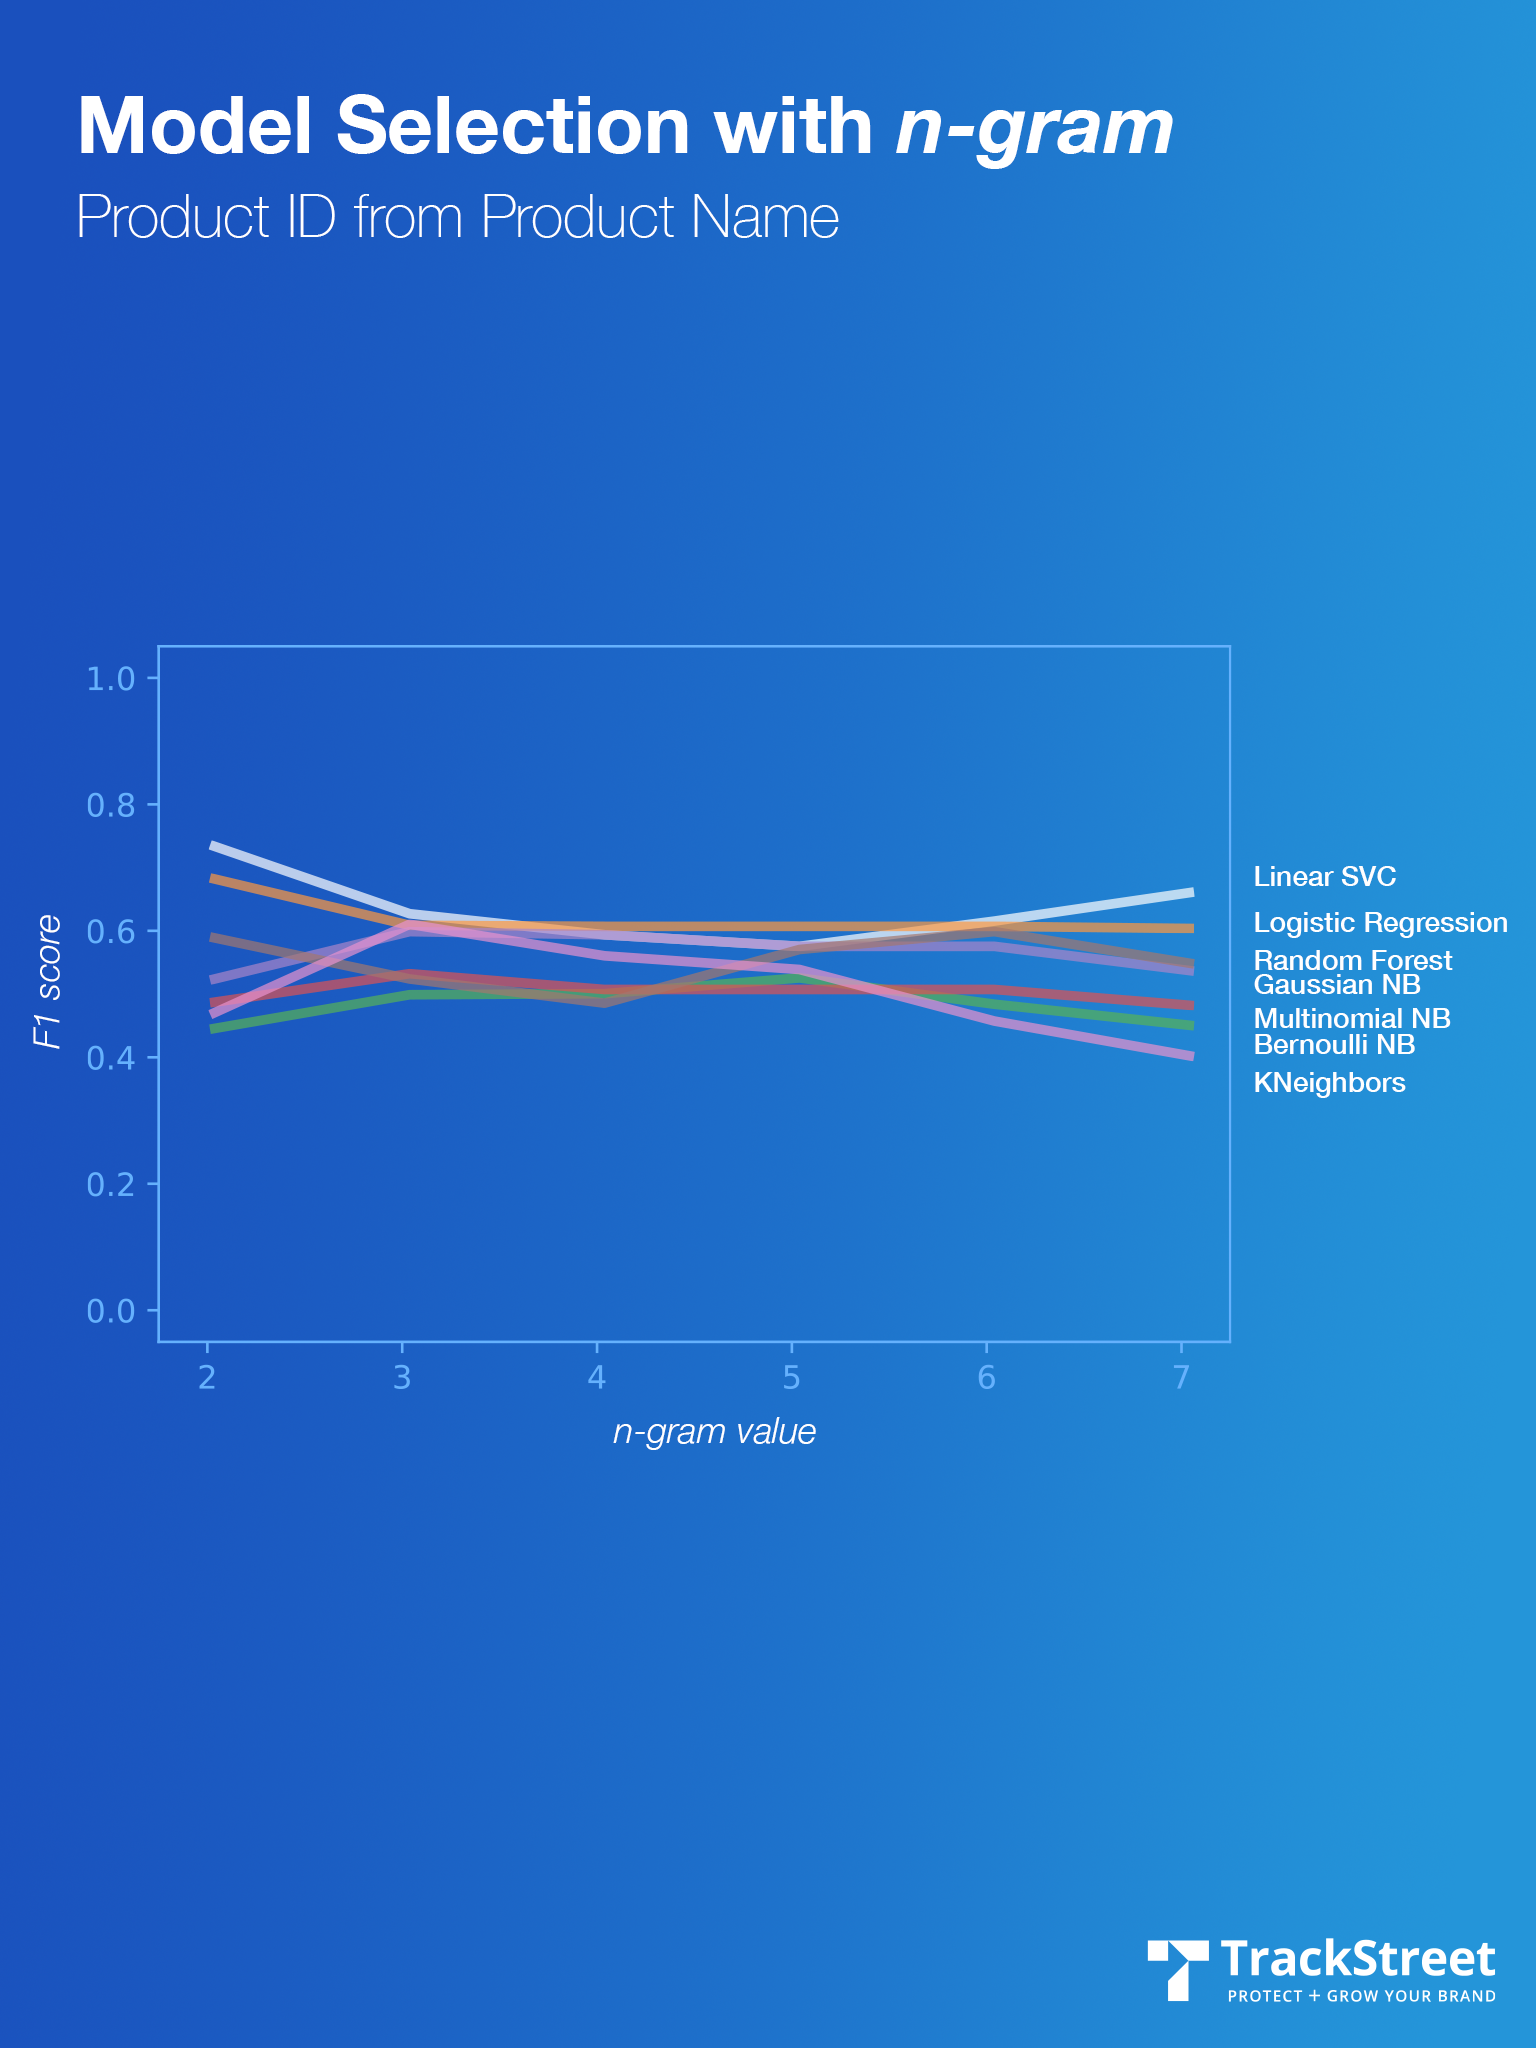 Model Selection with n-gram
Product ID from Product Name
1.0
0.8
0.6
0.4
0.2
0.0
F1 score
2 3 4 5 6 7
n-gram value
Linear SVC
Logistic Regression
Random Forest
Gaussian NB
Multinomial NB
Bernoulli NB
KNeighbors
TrackStreet
PROTECT + GROW YOUR BRAND